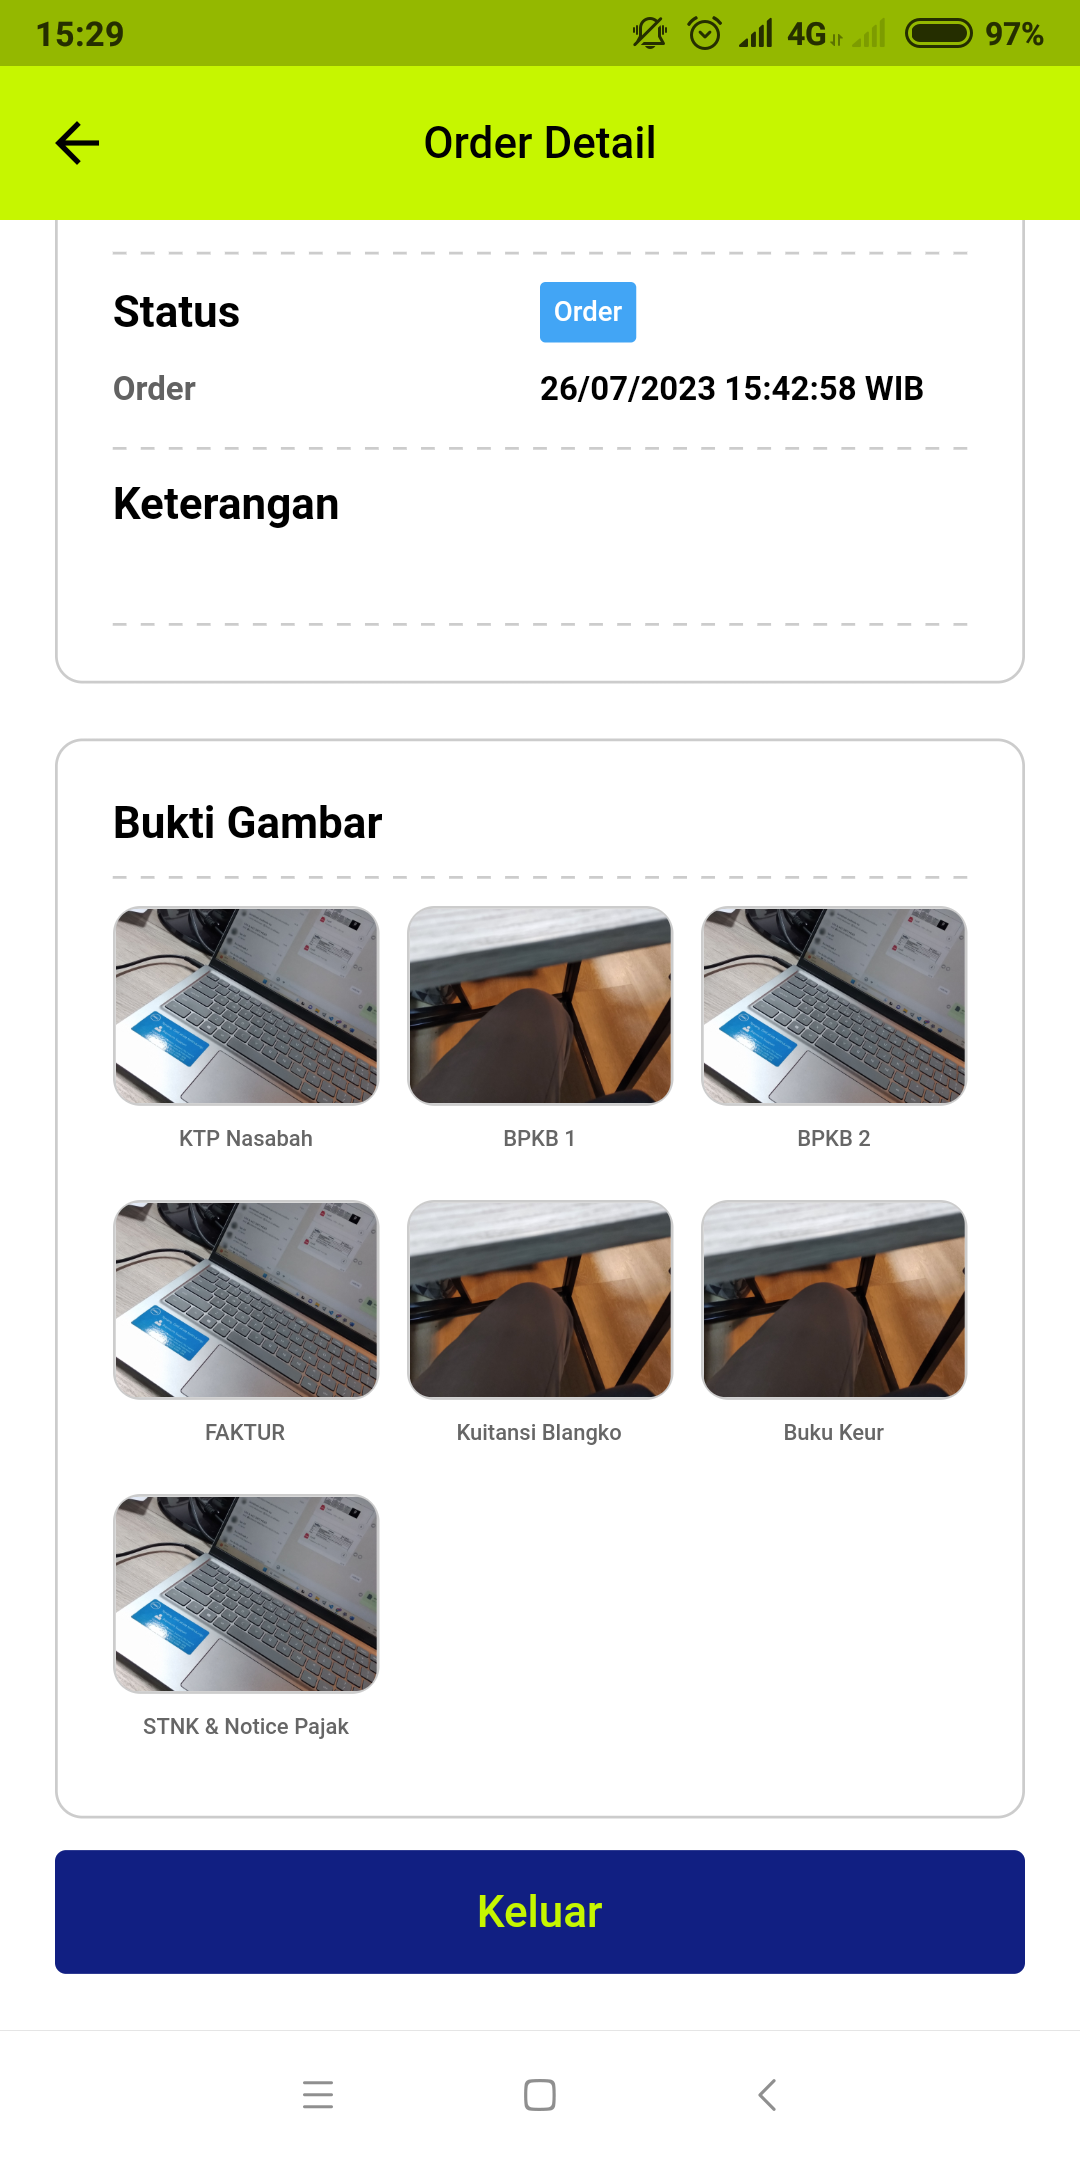 15:29
4G
97%
Order Detail
Status
Order
Order
26/07/2023 15:42:58 WIB
Keterangan
Bukti Gambar
KTP Nasabah
BPKB 1
BPKB 2
FAKTUR
Kuitansi Blangko
Buku Keur
STNK & Notice Pajak
Keluar